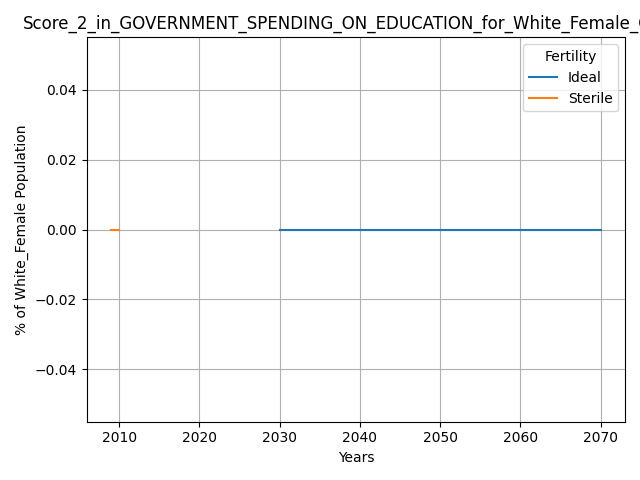 Score_2_in_GOVERNMENT_SPENDING_ON_EDUCATION_for_White_Female_
Fertility
Ideal
Sterile
0.04
0.02
0.00
−0.02
−0.04
% of White_Female Population
2010 2020 2030 2040 2050 2060 2070
Years